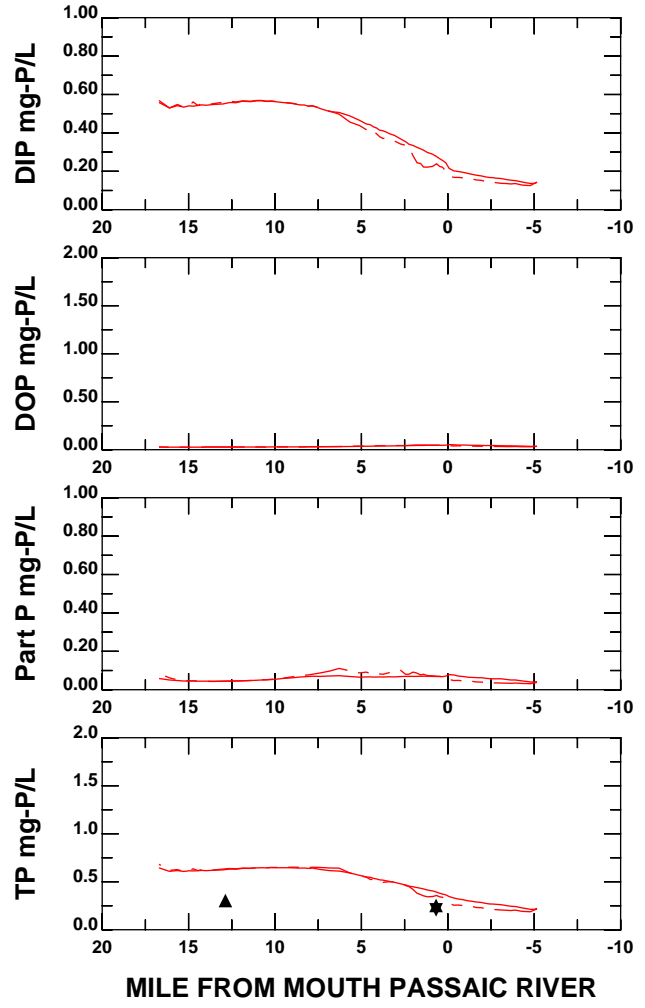 DIP mg-P/L
1.00
0.80
0.60
0.40
0.20
0.00
20 15 10 5 0 -5 -10
DOP mg-P/L
2.00
1.50
1.00
0.50
0.00
20 15 10 5 0 -5 -10
Part P mg-P/L
1.00
0.80
0.60
0.40
0.20
0.00
20 15 10 5 0 -5 -10
TP mg-P/L
2.0
1.5
1.0
0.5
0.0
20 15 10 5 0 -5 -10
MILE FROM MOUTH PASSAIC RIVER